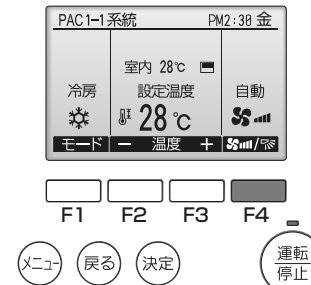 PAC1-1系統 PM2:30 金
室内 28℃
冷房 設定温度 自動
28℃
モード － 温度 ＋ /
F1 F2 F3 F4
メニュー 戻る 決定 運転
停止